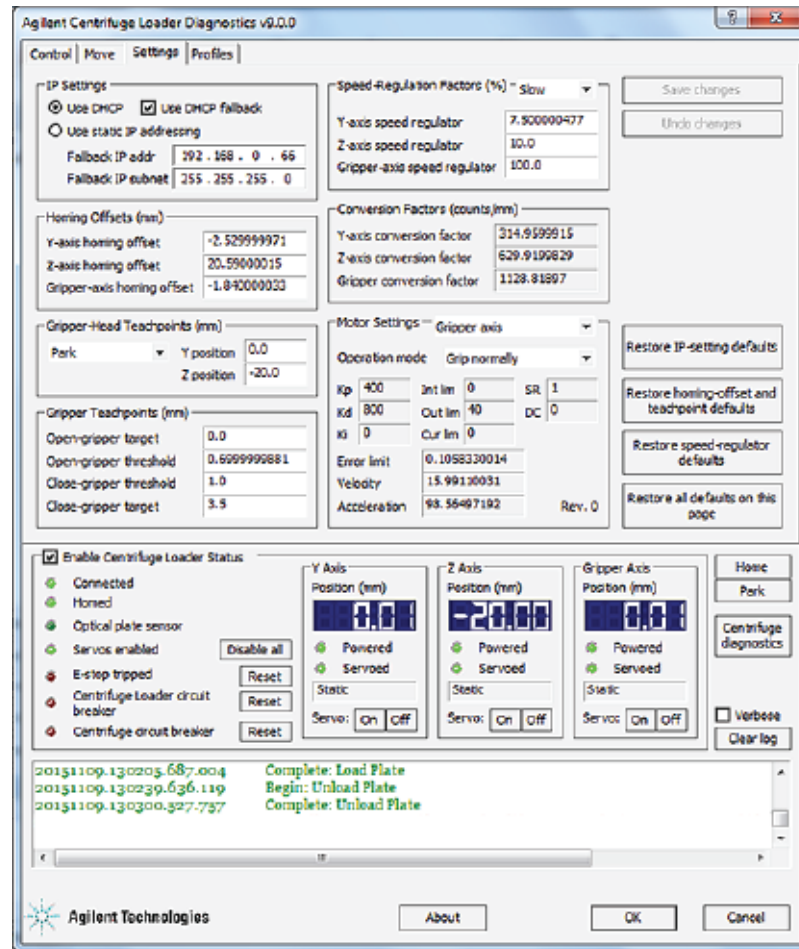 Agilent Centrifuge Loader Diagnostics v9.0.0
Control Move Settings Profiles
IP Settings
Use DHCP Use DHCP fallback
Use static IP addressing
Fallback IP addr 192 . 168 . 0 . 66
Fallback IP subnet 255 . 255 . 255 . 0
Homing Offsets (mm)
Y-axis homing offset -2.529999971
Z-axis homing offset 20.59000015
Gripper-axis homing offset -1.840000033
Gripper-Head Teachpoints (mm)
Park Y position 0.0
Z position -20.0
Gripper Teachpoints (mm)
Open-gripper target 0.0
Open-gripper threshold 0.6999999881
Close-gripper threshold 1.0
Close-gripper target 3.5
Speed-Regulation Factors (%) Slow
Y-axis speed regulator 7.500000477
Z-axis speed regulator 10.0
Gripper-axis speed regulator 100.0
Conversion Factors (counts/mm)
Y-axis conversion factor 314.9599915
Z-axis conversion factor 629.9199829
Gripper conversion factor 1128.81897
Motor Settings Gripper axis
Operation mode Grip normally
Kp 400 Int lim 0 SR 1
Kd 800 Out lim 40 DC 0
Ki 0 Cur lim 0
Error limit 0.1058330014
Velocity 15.99100031
Acceleration 98.56497192 Rev. 0
Save changes
Undo changes
Restore IP-setting defaults
Restore homing-offset and
teachpoint defaults
Restore speed-regulator
defaults
Restore all defaults on this
page
Enable Centrifuge Loader Status
Connected
Homed
Optical plate sensor
Servos enabled Disable all
E-stop tripped Reset
Centrifuge Loader circuit
breaker Reset
Centrifuge circuit breaker Reset
Y Axis
Position (mm)
Powered
Servoed
Static
Servo: On Off
Z Axis
Position (mm)
Powered
Servoed
Static
Servo: On Off
Gripper Axis
Position (mm)
Powered
Servoed
Static
Servo: On Off
Home
Park
Centrifuge
diagnostics
Verbose
Clear log
20151109.130205.687.004 Complete: Load Plate
20151109.130239.636.119 Begin: Unload Plate
20151109.130300.527.757 Complete: Unload Plate
Agilent Technologies
About
OK
Cancel